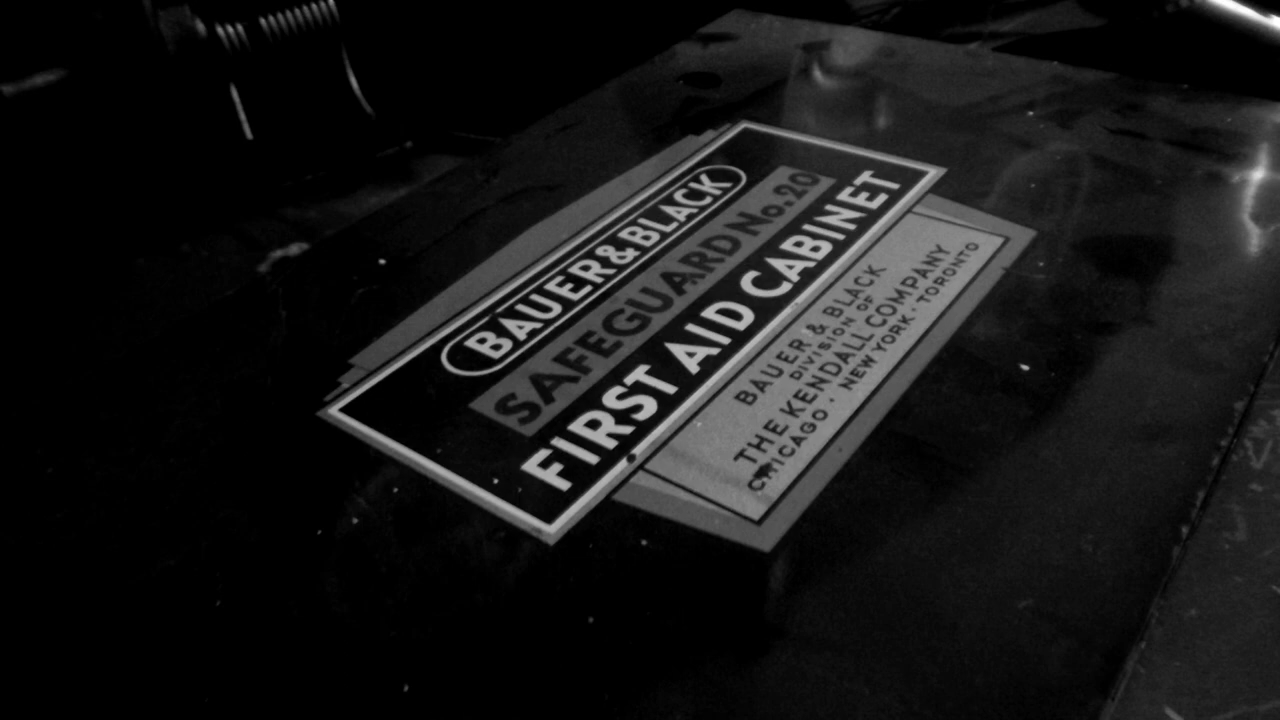 BAUER & BLACK
SAFEGUARD No. 20
FIRST AID CABINET
BAUER & BLACK
DIVISION OF
THE KENDALL COMPANY
CHICAGO · NEW YORK · TORONTO